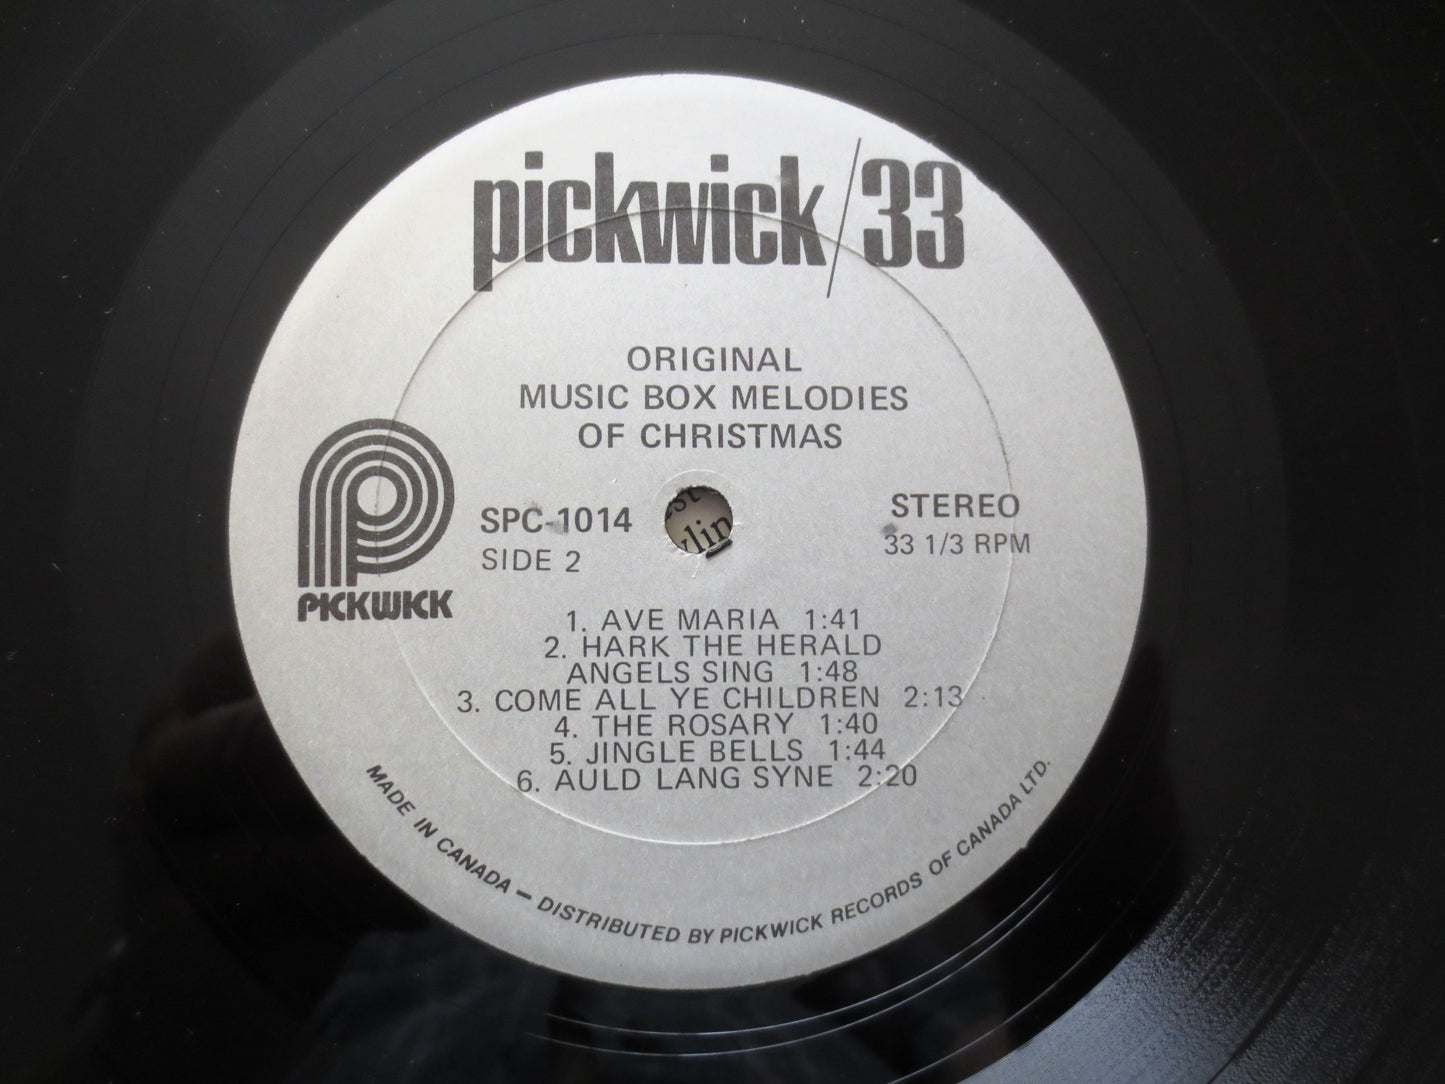 pickwick/33
ORIGINAL
MUSIC BOX MELODIES
OF CHRISTMAS
PICKWICK
SPC-1014
SIDE 2
STEREO
33 1/3 RPM
1. AVE MARIA 1:41
2. HARK THE HERALD
ANGELS SING 1:48
3. COME ALL YE CHILDREN 2:13
4. THE ROSARY 1:40
5. JINGLE BELLS 1:44
6. AULD LANG SYNE 2:20
MADE IN CANADA — DISTRIBUTED BY PICKWICK RECORDS OF CANADA LTD.